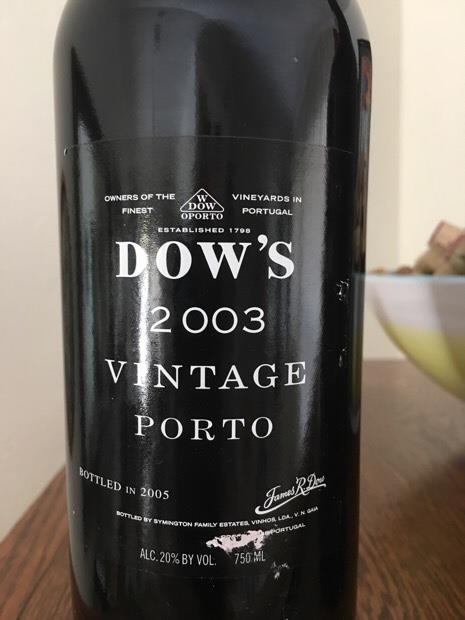 OWNERS OF THE W VINEYARDS IN
FINEST DOW PORTUGAL
OPORTO
ESTABLISHED 1798
DOW'S
2003
VINTAGE
PORTO
BOTTLED IN 2005
James R. Dow
BOTTLED BY SYMINGTON FAMILY ESTATES, VINHOS, LDA., V. N. GAIA
PORTUGAL
ALC. 20% BY VOL. 750 ML